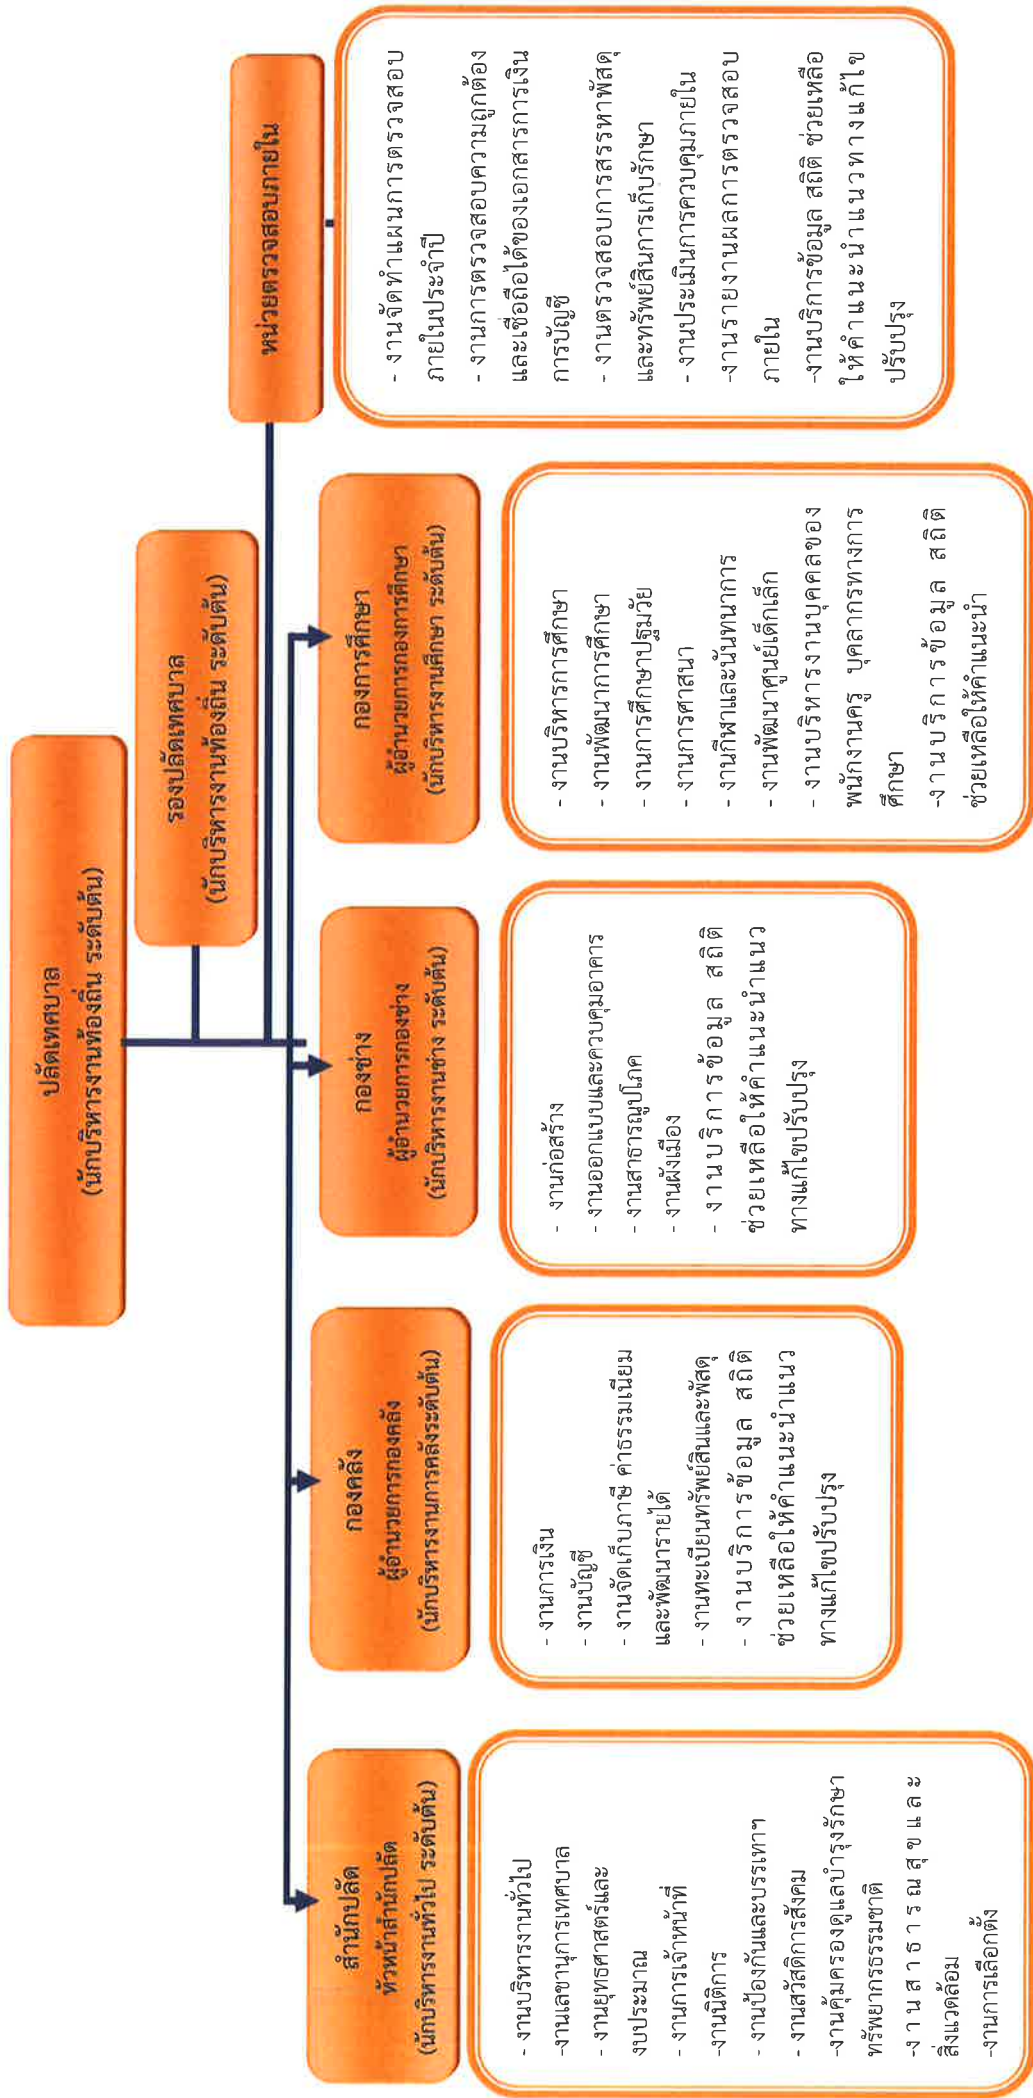 ปลัดเทศบาล
(นักบริหารงานท้องถิ่น ระดับต้น)
รองปลัดเทศบาล
(นักบริหารงานท้องถิ่น ระดับต้น)
หน่วยตรวจสอบภายใน
สำนักปลัด
หัวหน้าสำนักปลัด
(นักบริหารงานทั่วไป ระดับต้น)
กองคลัง
ผู้อำนวยการกองคลัง
(นักบริหารงานการคลังระดับต้น)
กองช่าง
ผู้อำนวยการกองช่าง
(นักบริหารงานช่าง ระดับต้น)
กองการศึกษา
ผู้อำนวยการกองการศึกษา
(นักบริหารงานศึกษา ระดับต้น)
- งานบริหารงานทั่วไป
-งานเลขานุการเทศบาล
- งานยุทธศาสตร์และ
งบประมาณ
- งานการเจ้าหน้าที่
-งานนิติการ
- งานป้องกันและบรรเทาฯ
- งานสวัสดิการสังคม
-งานคุ้มครองดูแลบำรุงรักษา
ทรัพยากรธรรมชาติ
-งานสาธารณสุขและ
สิ่งแวดล้อม
-งานการเลือกตั้ง
- งานการเงิน
- งานบัญชี
- งานจัดเก็บภาษี ค่าธรรมเนียม
และพัฒนารายได้
- งานทะเบียนทรัพย์สินและพัสดุ
- งานบริการข้อมูล สถิติ
ช่วยเหลือให้คำแนะนำแนว
ทางแก้ไขปรับปรุง
- งานก่อสร้าง
- งานออกแบบและควบคุมอาคาร
- งานสาธารณูปโภค
- งานผังเมือง
- งานบริการข้อมูล สถิติ
ช่วยเหลือให้คำแนะนำแนว
ทางแก้ไขปรับปรุง
- งานบริหารการศึกษา
- งานพัฒนาการศึกษา
- งานการศึกษาปฐมวัย
- งานการศาสนา
- งานกีฬาและนันทนาการ
- งานพัฒนาศูนย์เด็กเล็ก
- งานบริหารงานบุคคลของ
พนักงานครู บุคลากรทางการ
ศึกษา
-งานบริการข้อมูล สถิติ
ช่วยเหลือให้คำแนะนำ
- งานจัดทำแผนการตรวจสอบ
ภายในประจำปี
- งานการตรวจสอบความถูกต้อง
และเชื่อถือได้ของเอกสารการเงิน
การบัญชี
- งานตรวจสอบการสรรหาพัสดุ
และทรัพย์สินการเก็บรักษา
- งานประเมินการควบคุมภายใน
-งานรายงานผลการตรวจสอบ
ภายใน
-งานบริการข้อมูล สถิติ ช่วยเหลือ
ให้คำแนะนำแนวทางแก้ไข
ปรับปรุง